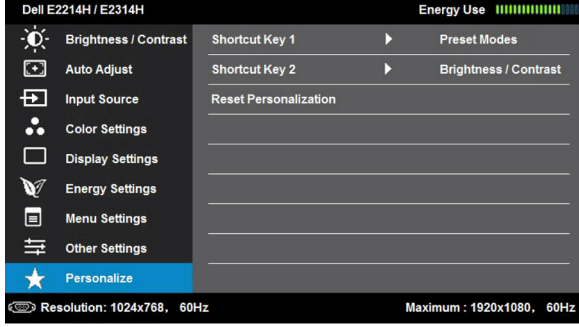 Dell E2214H / E2314H Energy Use
Brightness / Contrast Shortcut Key 1 Preset Modes
Auto Adjust Shortcut Key 2 Brightness / Contrast
Input Source Reset Personalization
Color Settings
Display Settings
Energy Settings
Menu Settings
Other Settings
Personalize
Resolution: 1024x768, 60Hz Maximum : 1920x1080, 60Hz